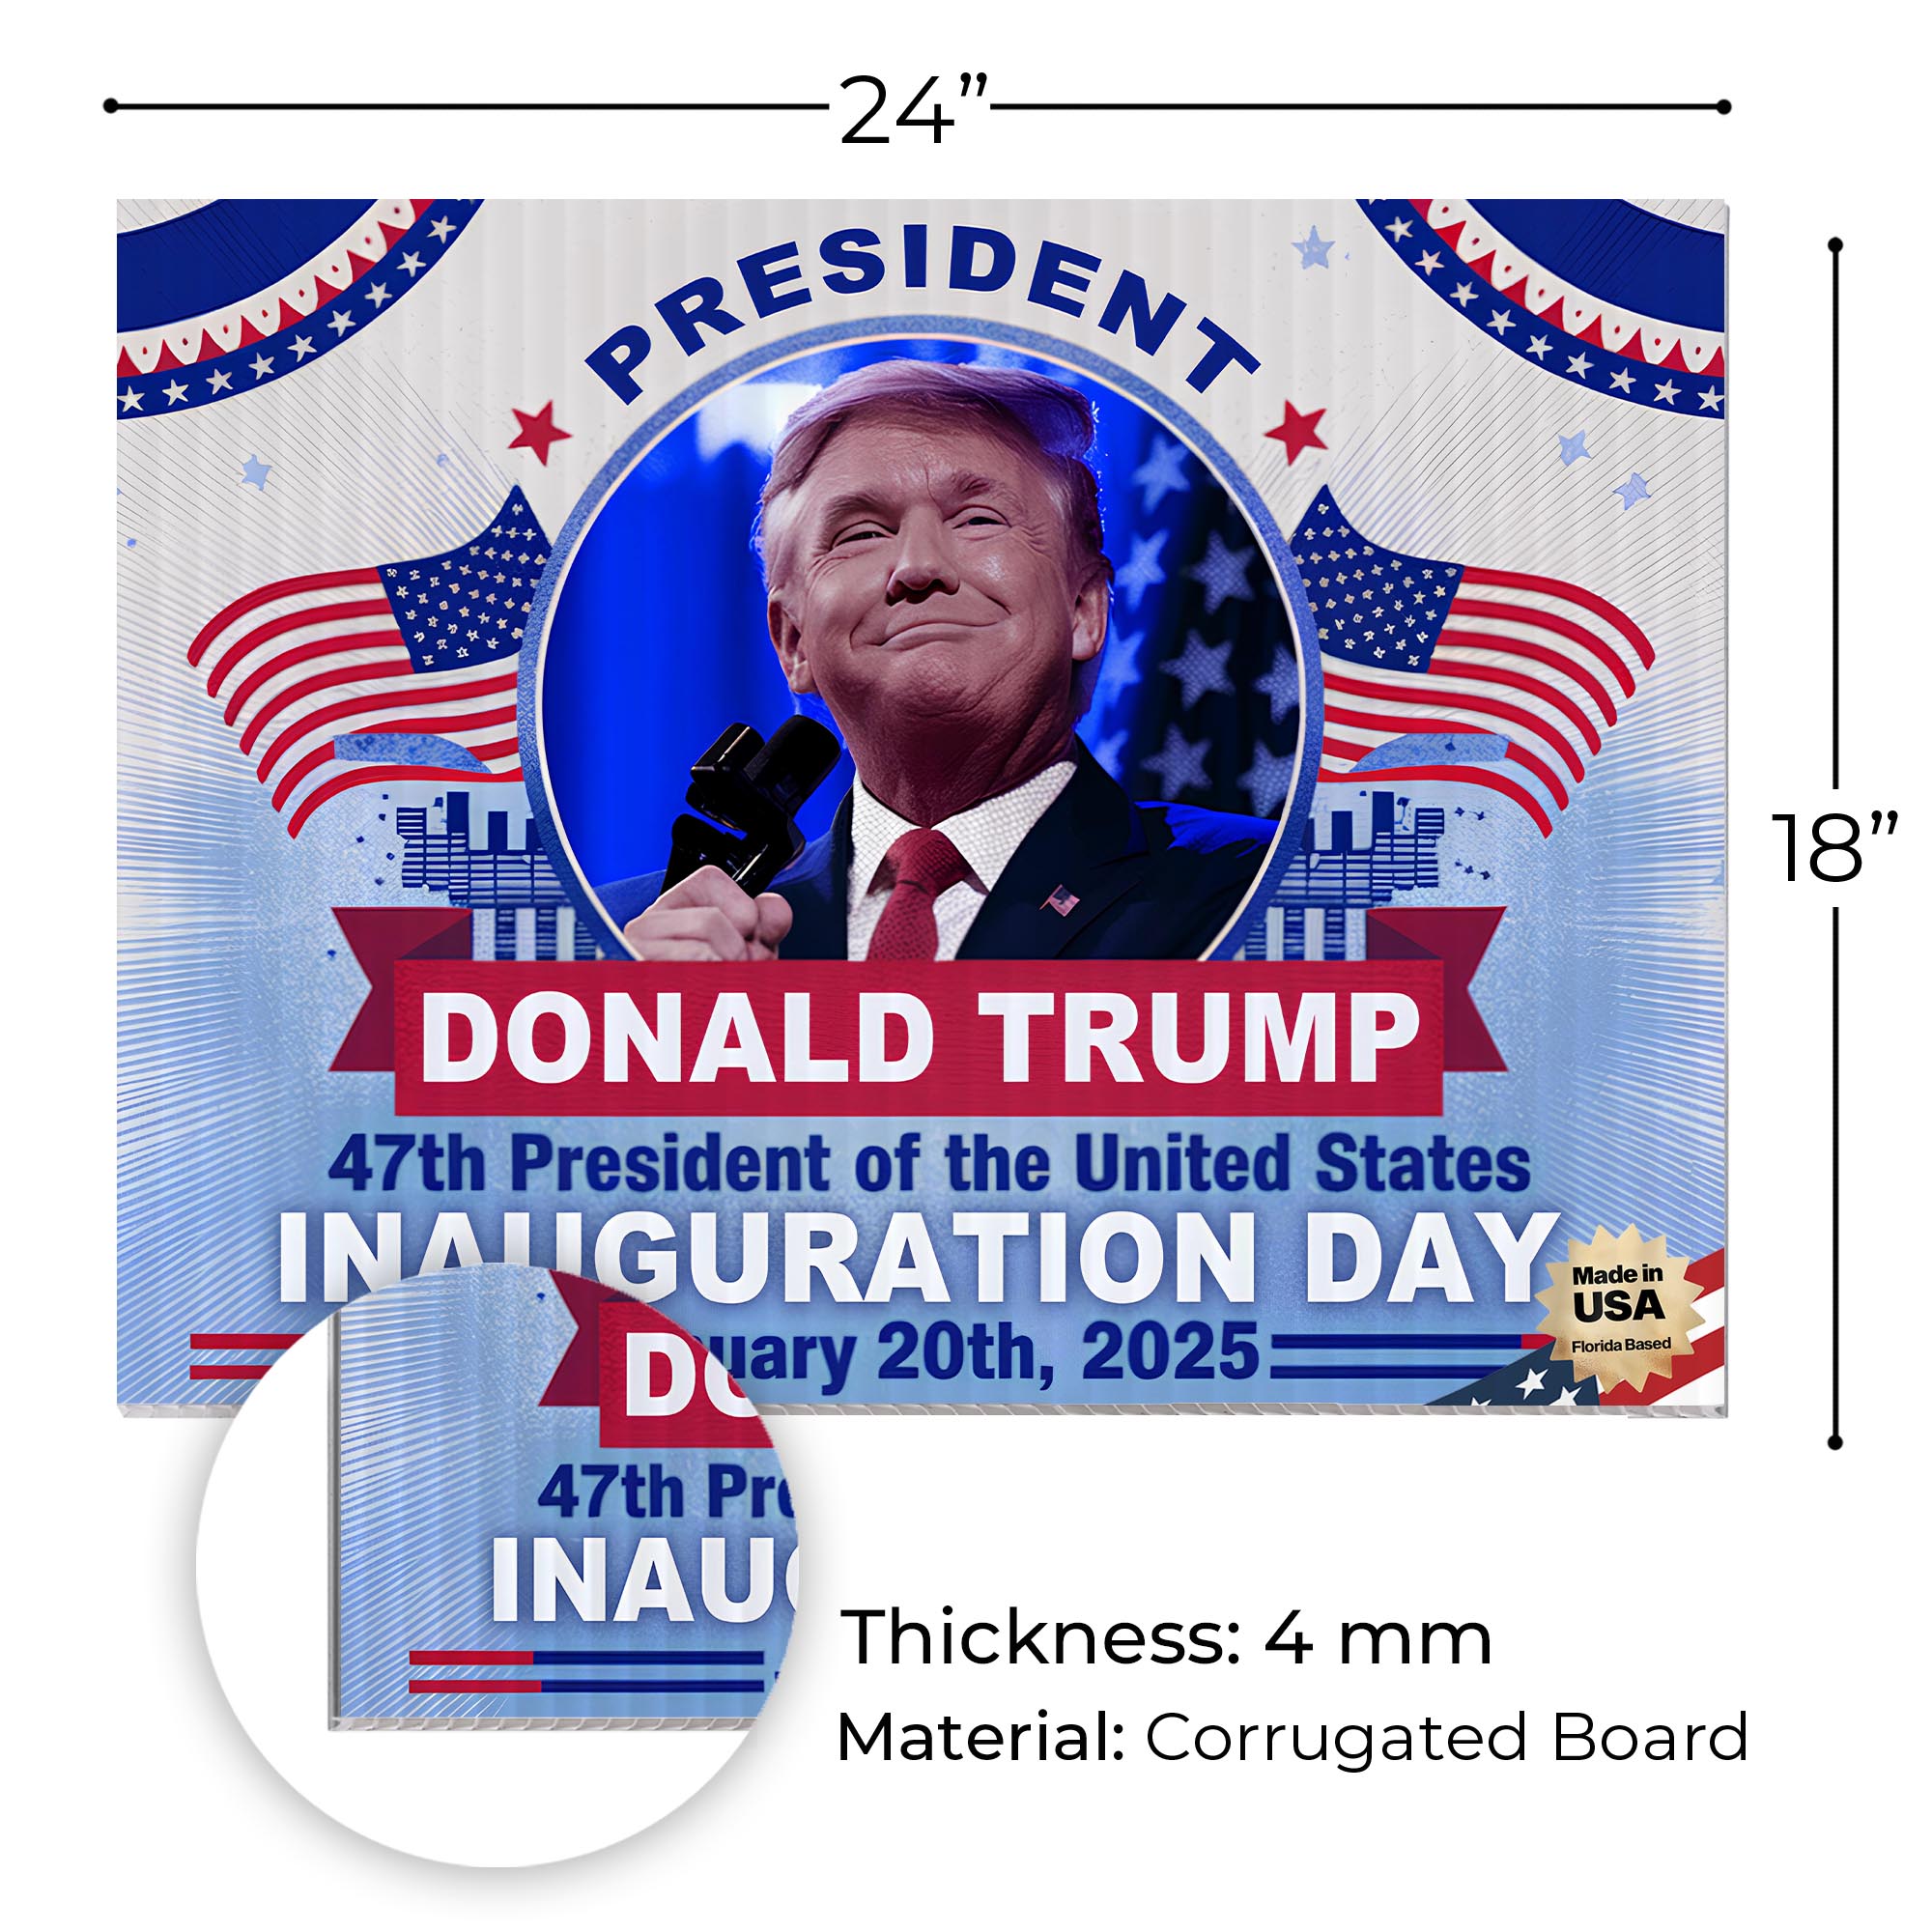 24”
PRESIDENT
18”
DONALD TRUMP
47th President of the United States
INAUGURATION DAY
uary 20th, 2025
Made in
USA
Florida Based
DO
47th Pre
INAUG
Thickness: 4 mm
Material: Corrugated Board